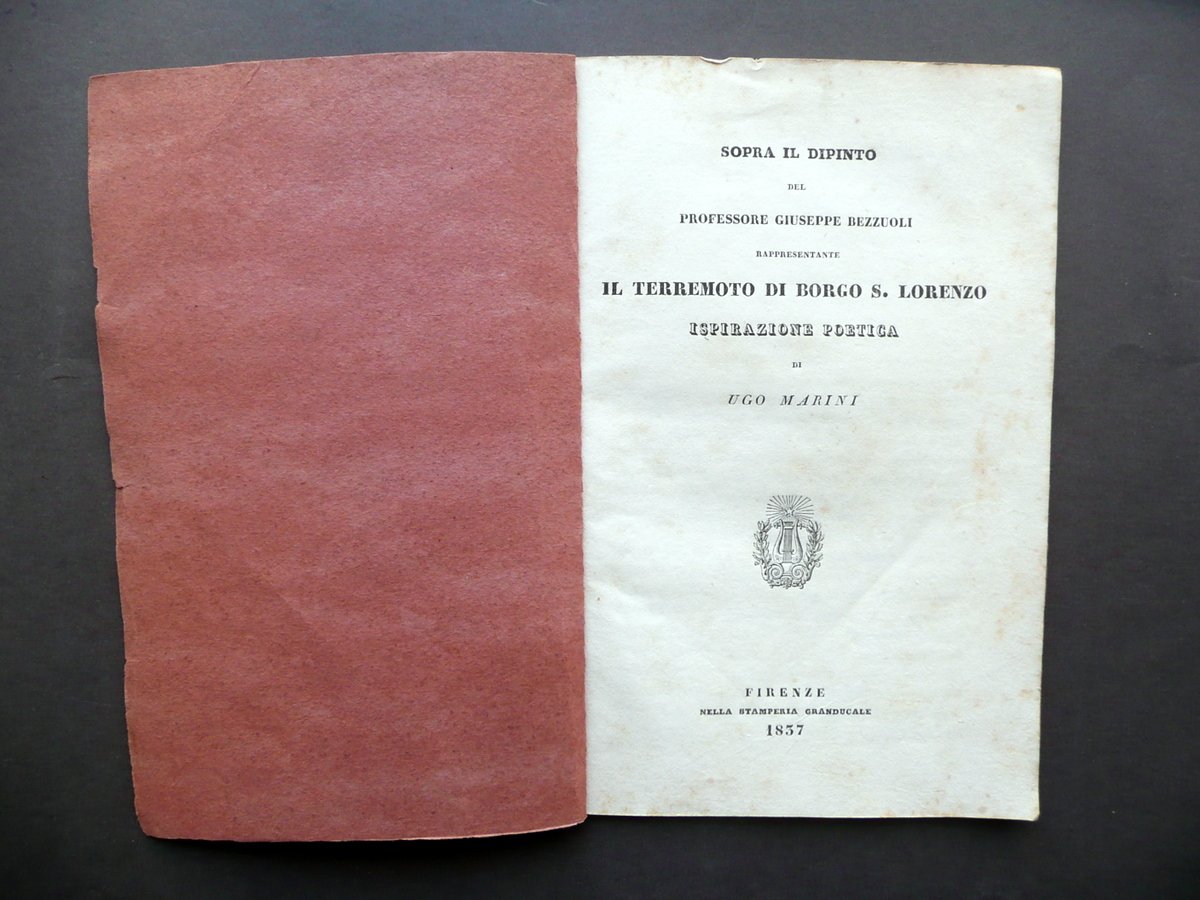 SOPRA IL DIPINTO
DEL
PROFESSORE GIUSEPPE BEZZUOLI
RAPPRESENTANTE
IL TERREMOTO DI BORGO S. LORENZO
ISPIRAZIONE POETICA
DI
UGO MARINI
FIRENZE
NELLA STAMPERIA GRANDUCALE
1837